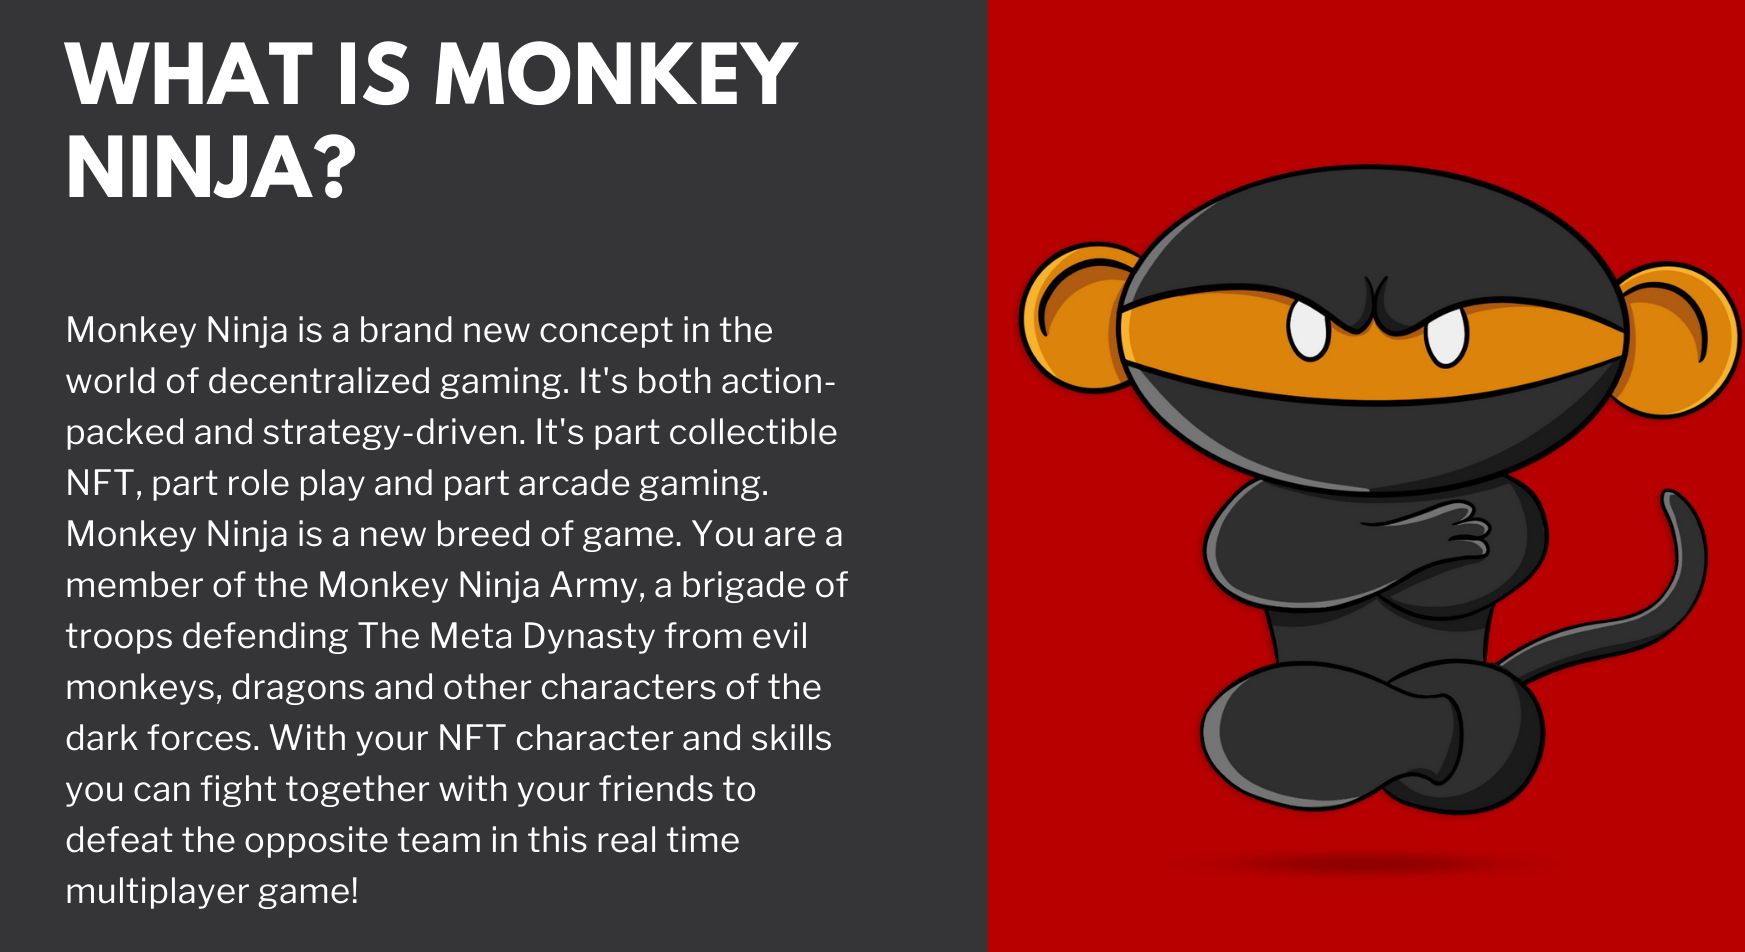 WHAT IS MONKEY
NINJA?
Monkey Ninja is a brand new concept in the
world of decentralized gaming. It's both action-
packed and strategy-driven. It's part collectible
NFT, part role play and part arcade gaming.
Monkey Ninja is a new breed of game. You are a
member of the Monkey Ninja Army, a brigade of
troops defending The Meta Dynasty from evil
monkeys, dragons and other characters of the
dark forces. With your NFT character and skills
you can fight together with your friends to
defeat the opposite team in this real time
multiplayer game!